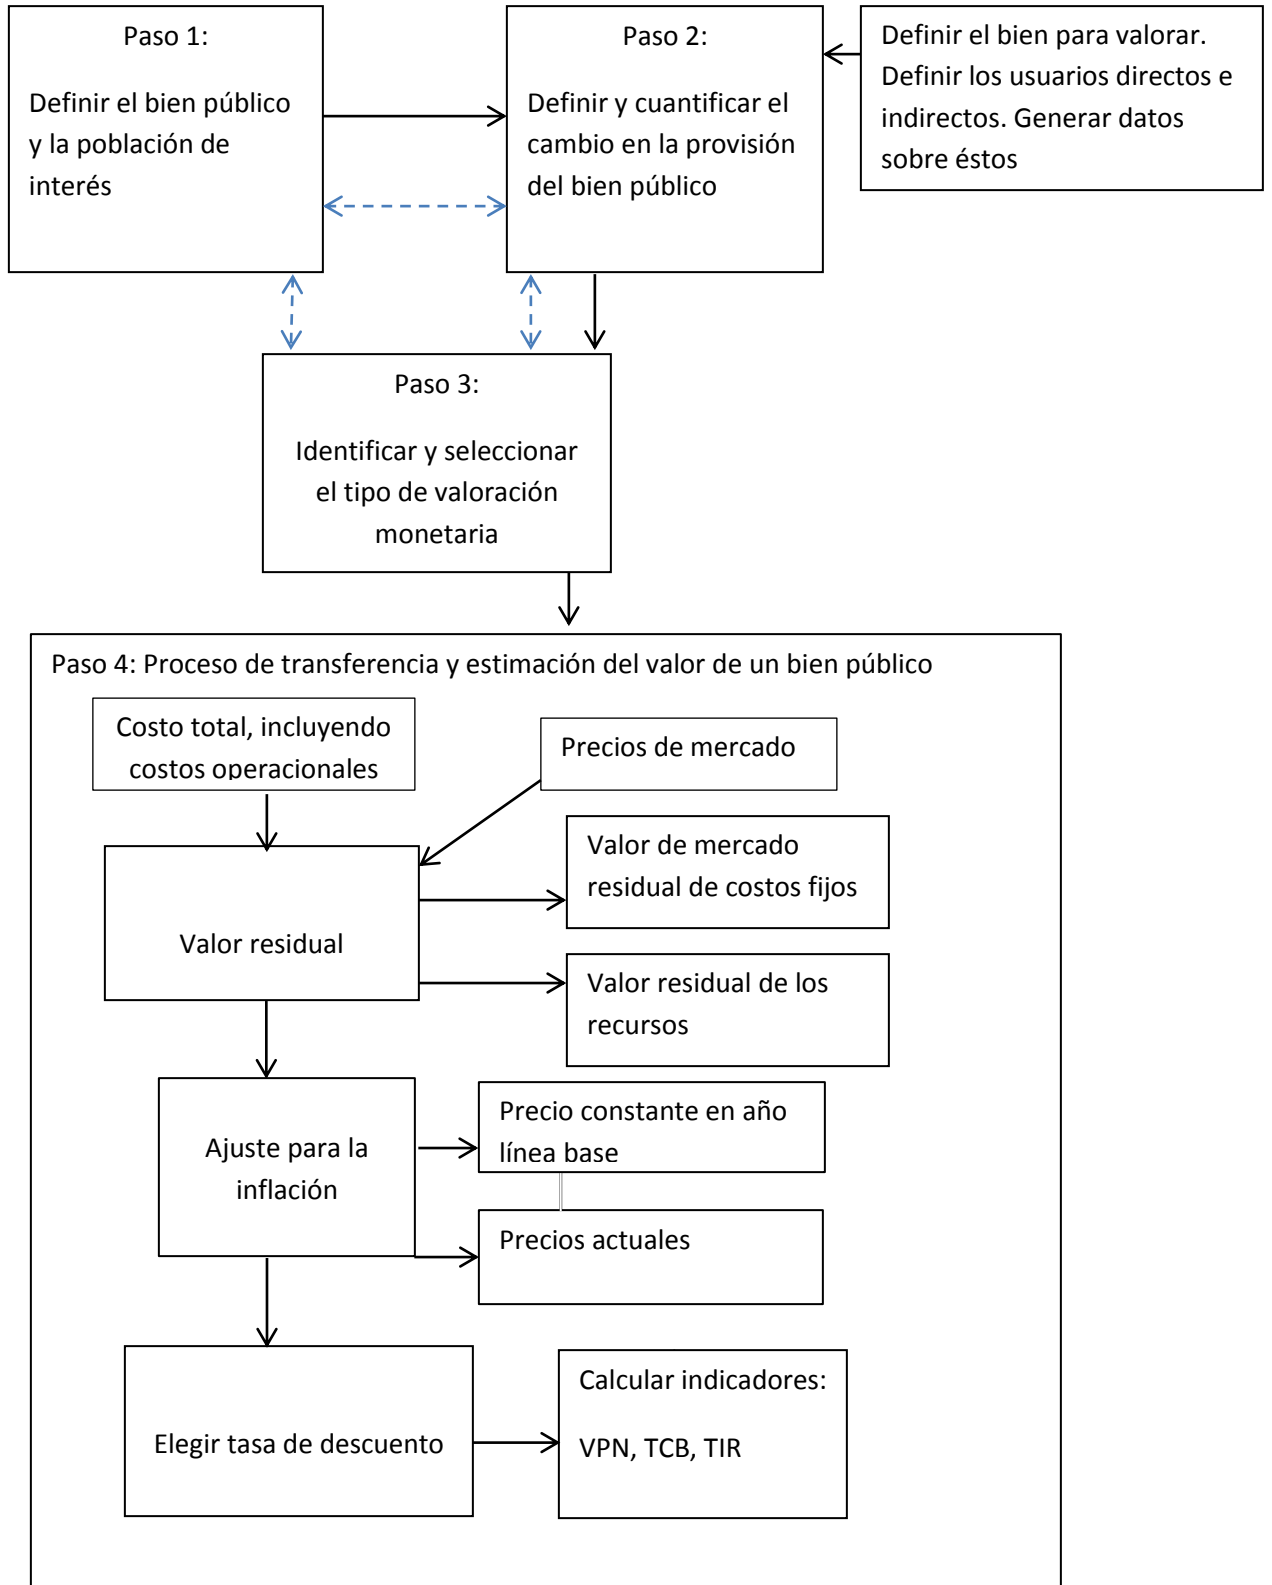 Paso 1:
Definir el bien público
y la población de
interés
Paso 2:
Definir y cuantificar el
cambio en la provisión
del bien público
Definir el bien para valorar.
Definir los usuarios directos e
indirectos. Generar datos
sobre éstos
Paso 3:
Identificar y seleccionar
el tipo de valoración
monetaria
Paso 4: Proceso de transferencia y estimación del valor de un bien público
Costo total, incluyendo
costos operacionales
Precios de mercado
Valor de mercado
residual de costos fijos
Valor residual
Valor residual de los
recursos
Ajuste para la
inflación
Precio constante en año
línea base
Precios actuales
Elegir tasa de descuento
Calcular indicadores:
VPN, TCB, TIR